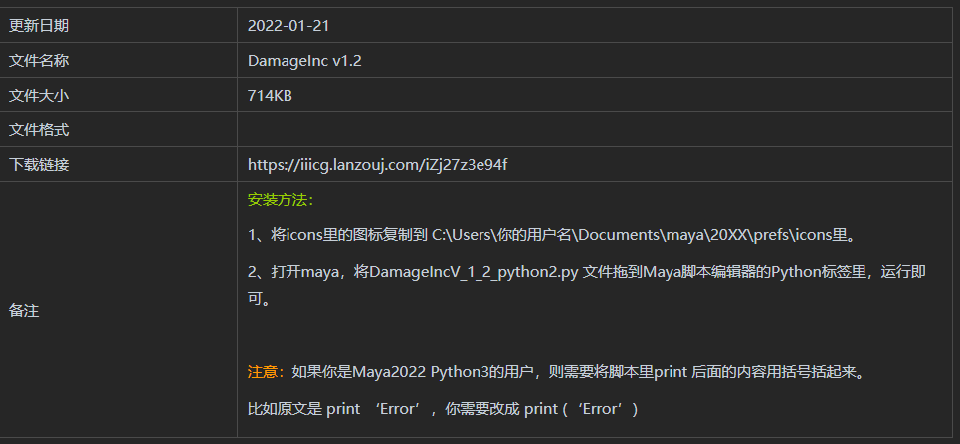 更新日期 2022-01-21
文件名称 DamageInc v1.2
文件大小 714KB
文件格式
下载链接 https://iiicg.lanzouj.com/iZj27z3e94f
备注
安装方法：
1、将icons里的图标复制到 C:\Users\你的用户名\Documents\maya\20XX\prefs\icons里。
2、打开maya，将DamageIncV_1_2_python2.py 文件拖到Maya脚本编辑器的Python标签里，运行即
可。
注意：如果你是Maya2022 Python3的用户，则需要将脚本里print 后面的内容用括号括起来。
比如原文是 print ‘Error’，你需要改成 print (‘Error’)